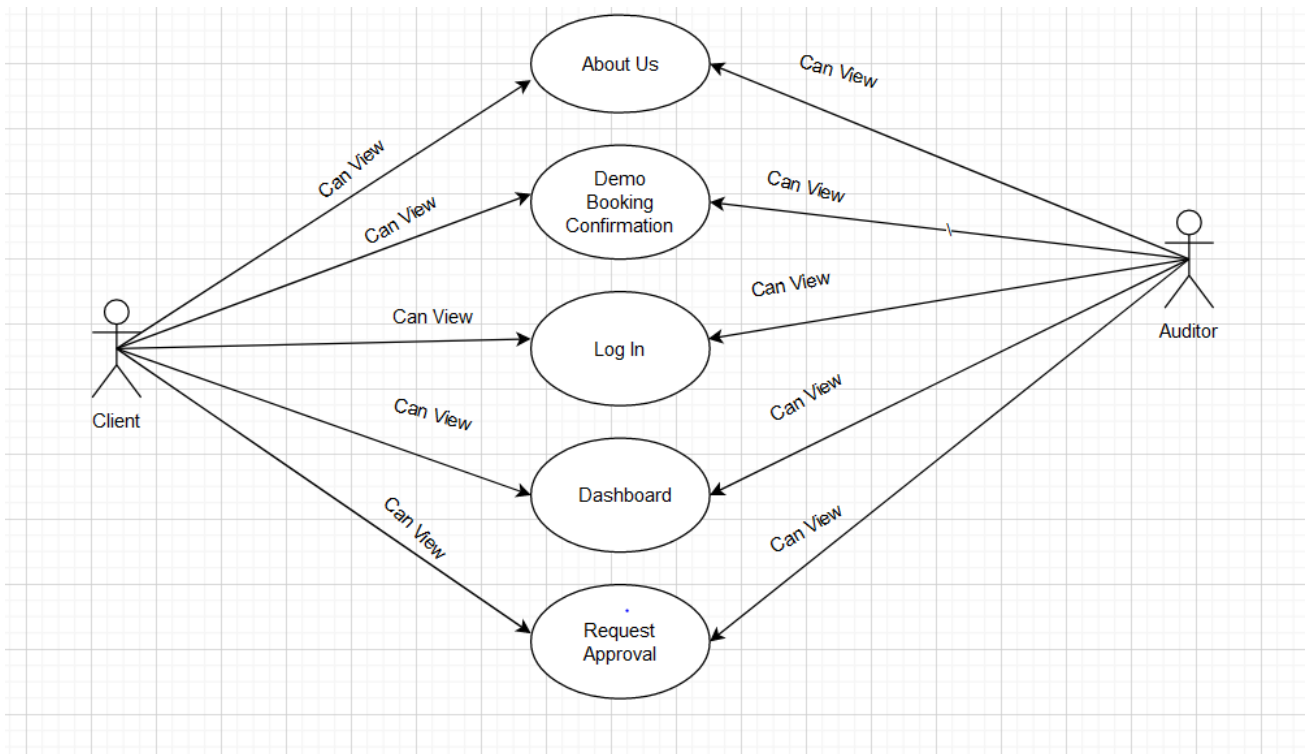 About Us
Can View
Can View
Demo
Booking
Confirmation
Can View
Can View
Can View
Can View
Log In
Auditor
Client
Can View
Can View
Dashboard
Can View
Can View
Request
Approval